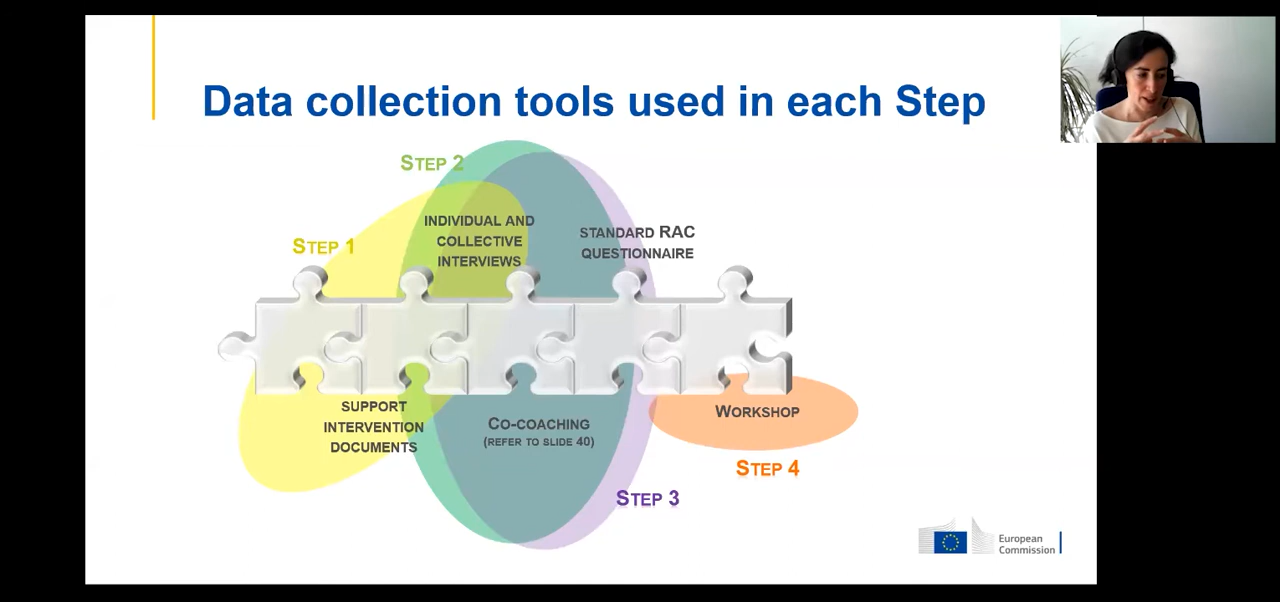 Data collection tools used in each Step
STEP 2
STEP 1
INDIVIDUAL AND
COLLECTIVE
INTERVIEWS
STANDARD RAC
QUESTIONNAIRE
SUPPORT
INTERVENTION
DOCUMENTS
CO-COACHING
(REFER TO SLIDE 40)
WORKSHOP
STEP 4
STEP 3
European
Commission